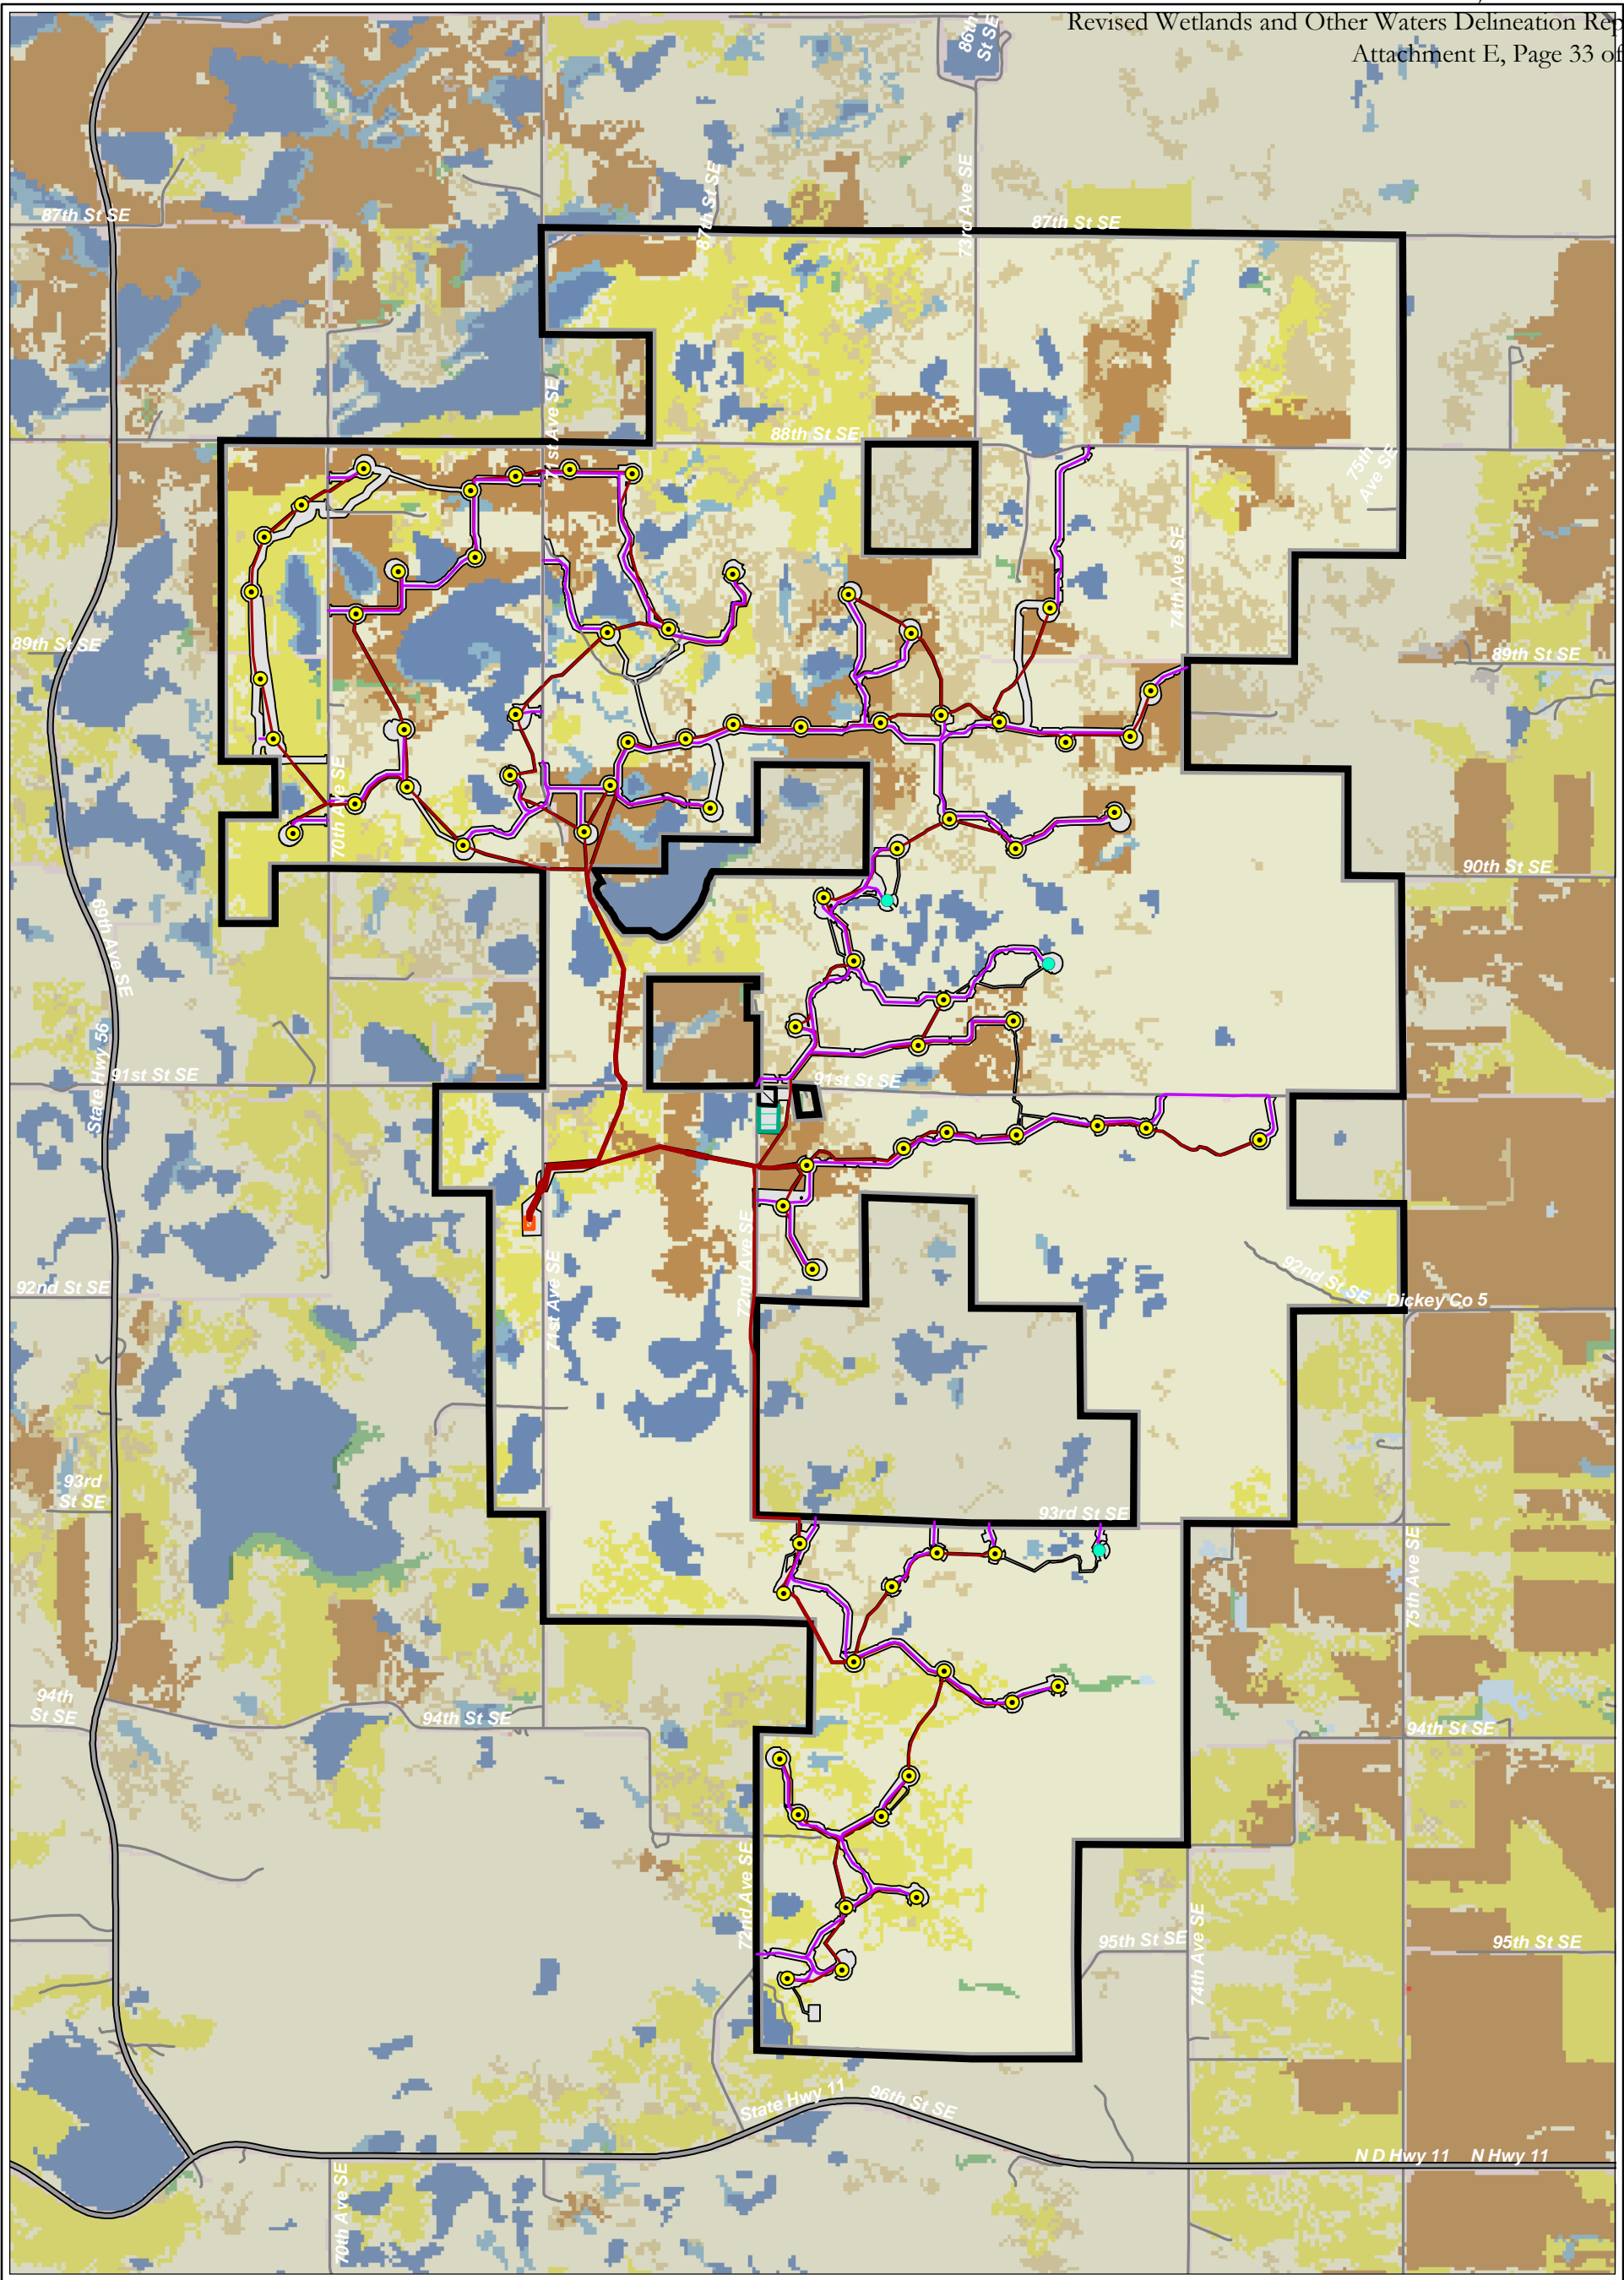 Revised Wetlands and Other Waters Delineation Rep
Attachment E, Page 33 of
86th
St SE
87th St SE
87th St SE
73rd Ave SE
87th St SE
71st Ave SE
88th St SE
75th
Ave SE
74th Ave SE
89th St SE
89th St SE
70th Ave SE
90th St SE
69th Ave SE
State Hwy 56
91st St SE
91st St SE
92nd St SE
71st Ave SE
72nd Ave SE
92nd St SE
Dickey Co 5
93rd
St SE
93rd St SE
75th Ave SE
94th
St SE
94th St SE
94th St SE
72nd Ave SE
95th St SE
74th Ave SE
95th St SE
State Hwy 11
96th St SE
N D Hwy 11
N Hwy 11
70th Ave SE